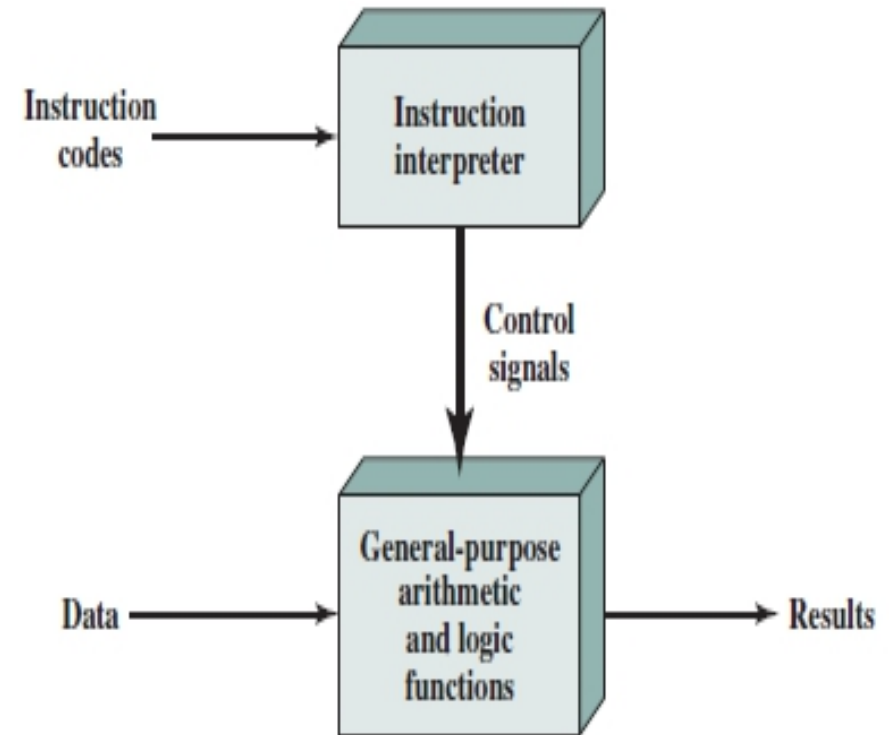 Instruction
codes
Instruction
interpreter
Control
signals
General-purpose
arithmetic
and logic
functions
Data
Results